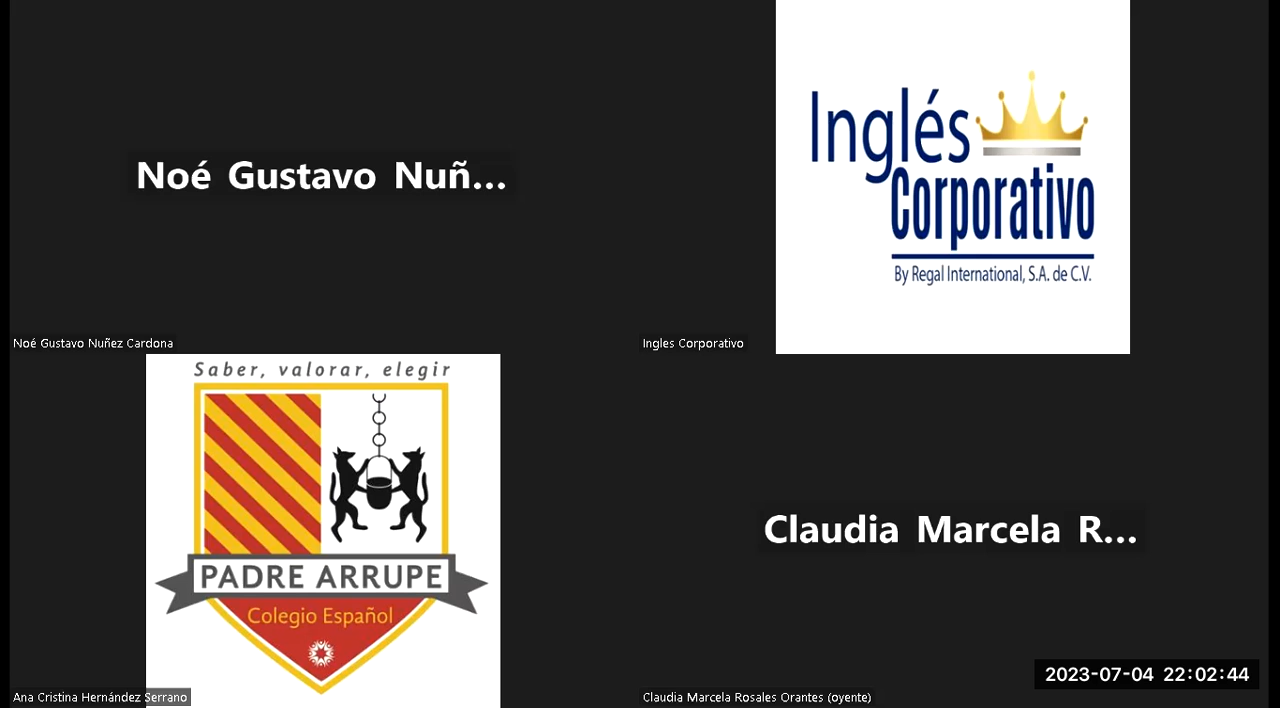 Noé Gustavo Nuñ...
Noé Gustavo Nuñez Cardona
Inglés
Corporativo
By Regal International, S.A. de C.V.
Ingles Corporativo
Saber, valorar, elegir
PADRE ARRUPE
Colegio Español
Ana Cristina Hernández Serrano
Claudia Marcela R...
Claudia Marcela Rosales Orantes (oyente)
2023-07-04 22:02:44